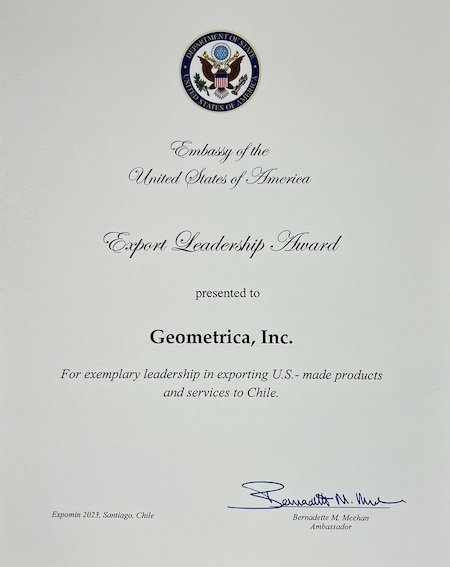 DEPARTMENT OF STATE
UNITED STATES OF AMERICA
Embassy of the
United States of America
Export Leadership Award
presented to
Geometrica, Inc.
For exemplary leadership in exporting U.S.- made products
and services to Chile.
Bernadette M. Meehan
Expomin 2023, Santiago, Chile
Bernadette M. Meehan
Ambassador